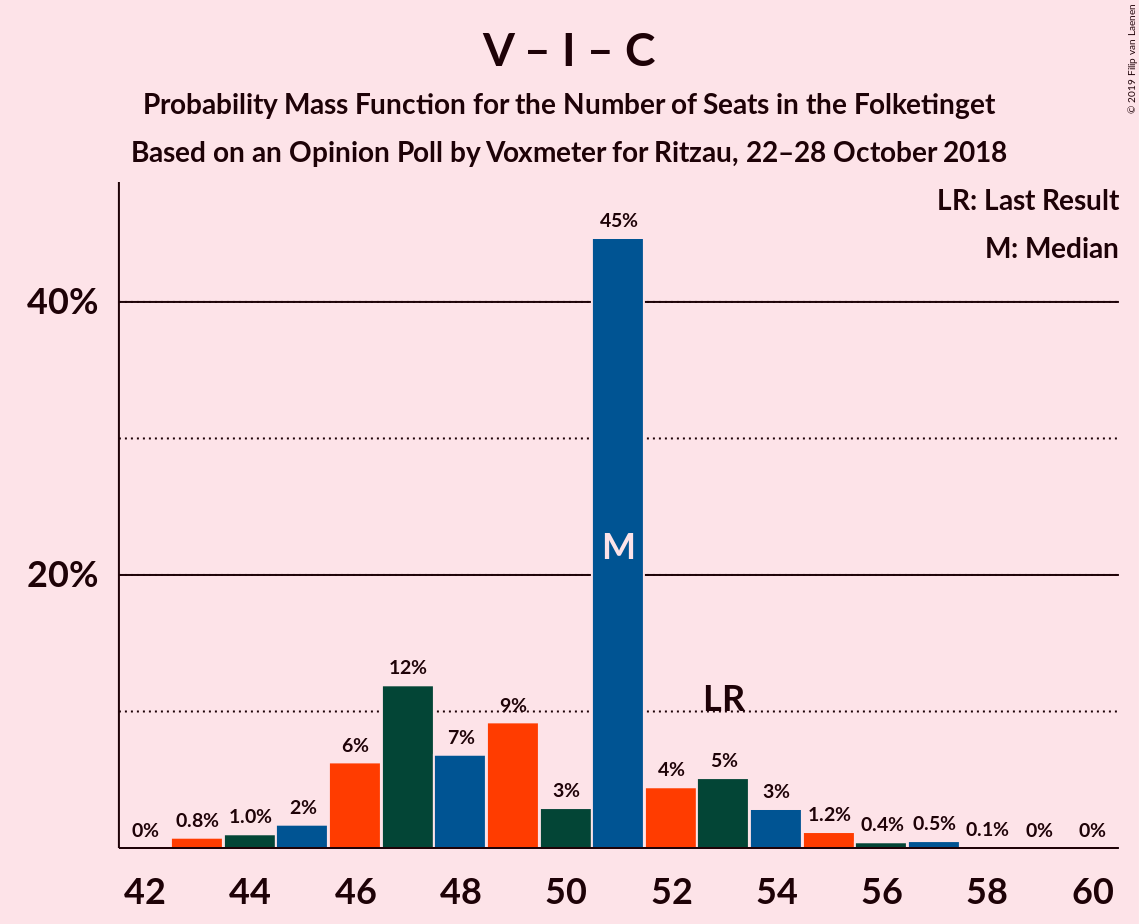 V – I – C
Probability Mass Function for the Number of Seats in the Folketinget
Based on an Opinion Poll by Voxmeter for Ritzau, 22–28 October 2018
© 2019 Filip van Laenen
LR: Last Result
M: Median
40%
20%
0%
0.8%
1.0%
2%
6%
12%
7%
9%
3%
45%
M
4%
LR
5%
3%
1.2%
0.4%
0.5%
0.1%
0%
0%
42 44 46 48 50 52 54 56 58 60